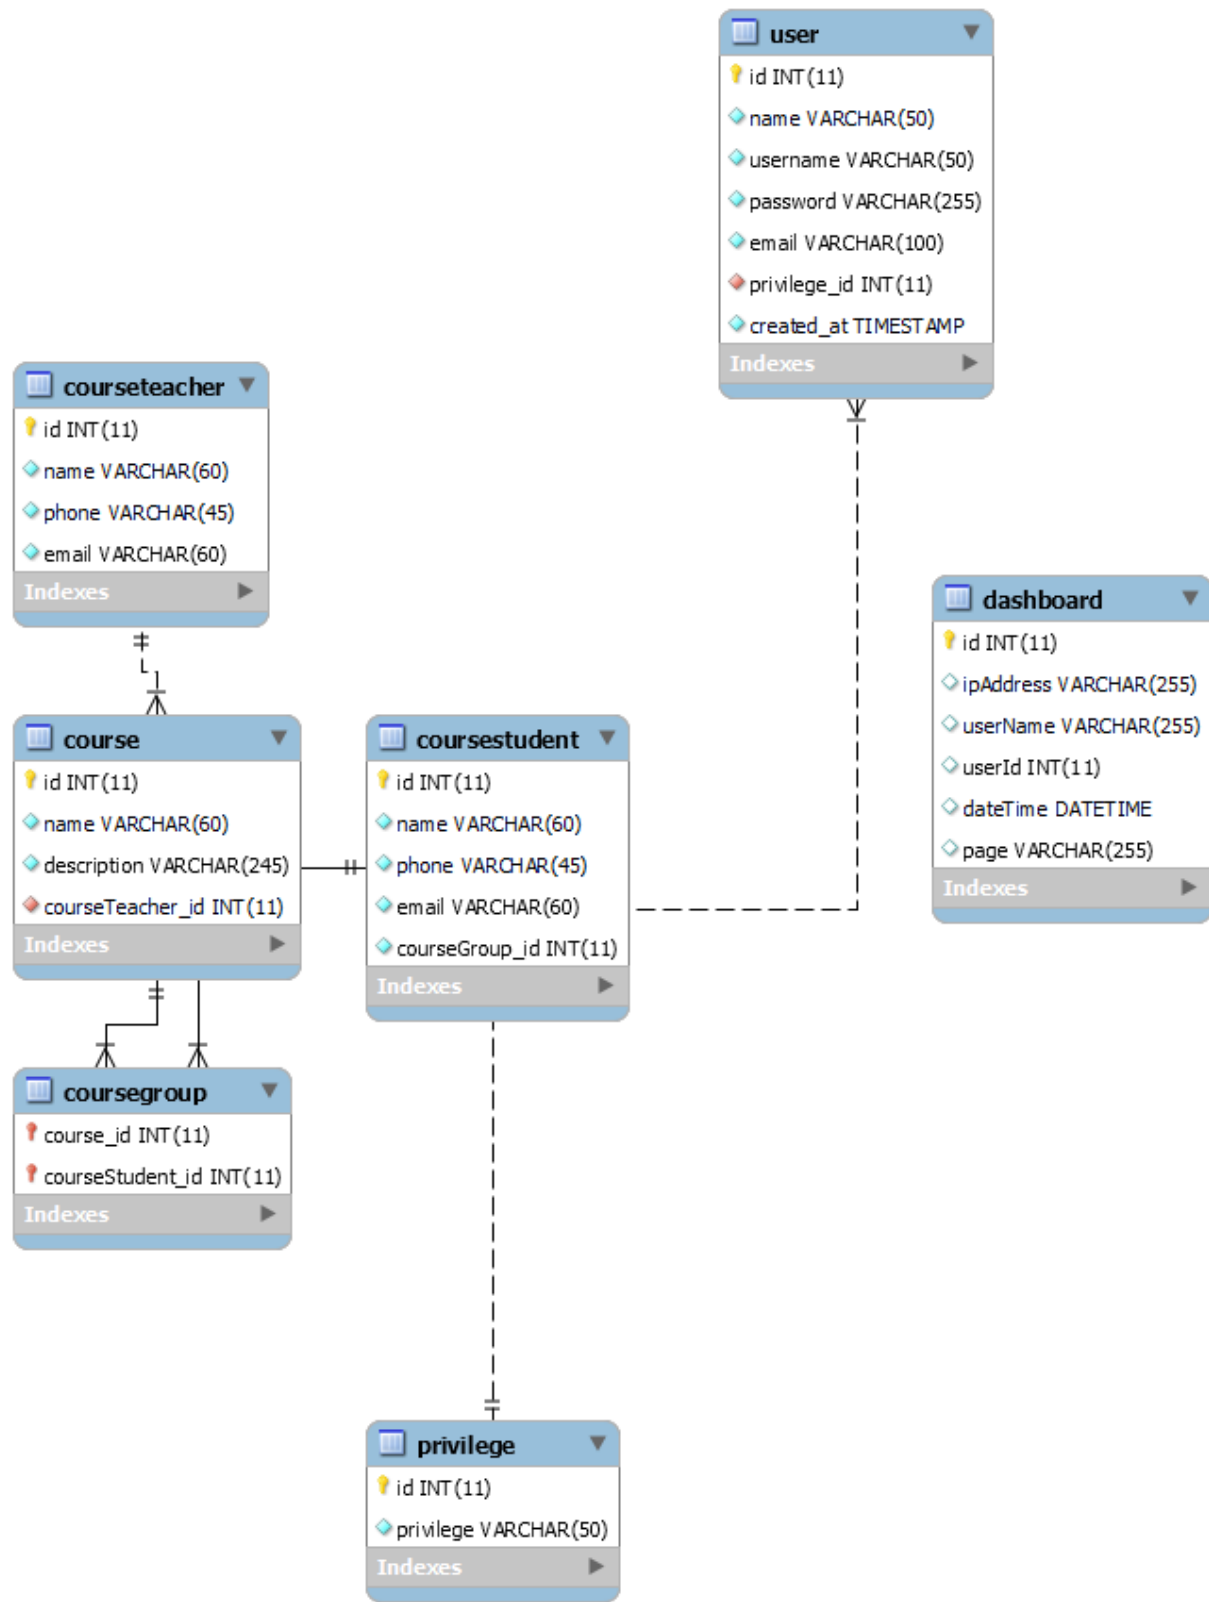 user
id INT(11)
name VARCHAR(50)
username VARCHAR(50)
password VARCHAR(255)
email VARCHAR(100)
privilege_id INT(11)
created_at TIMESTAMP
Indexes
courseteacher
id INT(11)
name VARCHAR(60)
phone VARCHAR(45)
email VARCHAR(60)
Indexes
dashboard
id INT(11)
ipAddress VARCHAR(255)
userName VARCHAR(255)
userId INT(11)
dateTime DATETIME
page VARCHAR(255)
Indexes
course
id INT(11)
name VARCHAR(60)
description VARCHAR(245)
courseTeacher_id INT(11)
Indexes
coursestudent
id INT(11)
name VARCHAR(60)
phone VARCHAR(45)
email VARCHAR(60)
courseGroup_id INT(11)
Indexes
coursegroup
course_id INT(11)
courseStudent_id INT(11)
Indexes
privilege
id INT(11)
privilege VARCHAR(50)
Indexes